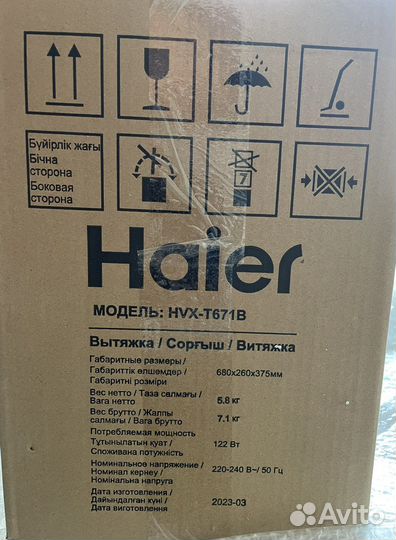 Бүйірлік жағы
Бічна
сторона
Боковая
сторона
7
Haier
МОДЕЛЬ: HVX-T671B
Вытяжка / Сорғыш / Витяжка
Габаритные размеры /
Габариттік өлшемдер /
Габаритні розміри
680x260x375мм
Вес нетто / Таза салмағы /
Вага нетто
5.8 кг
Вес брутто / Жалпы
салмағы / Вага брутто
7.1 кг
Потребляемая мощность
Тұтынылатын қуат /
Споживана потужність
122 Вт
Номинальное напряжение /
Номинал кернеу /
Номінальна напруга
220-240 В~/ 50 Гц
Дата изготовления /
Дайындалған күні /
Дата виготовлення
2023-03
Avito